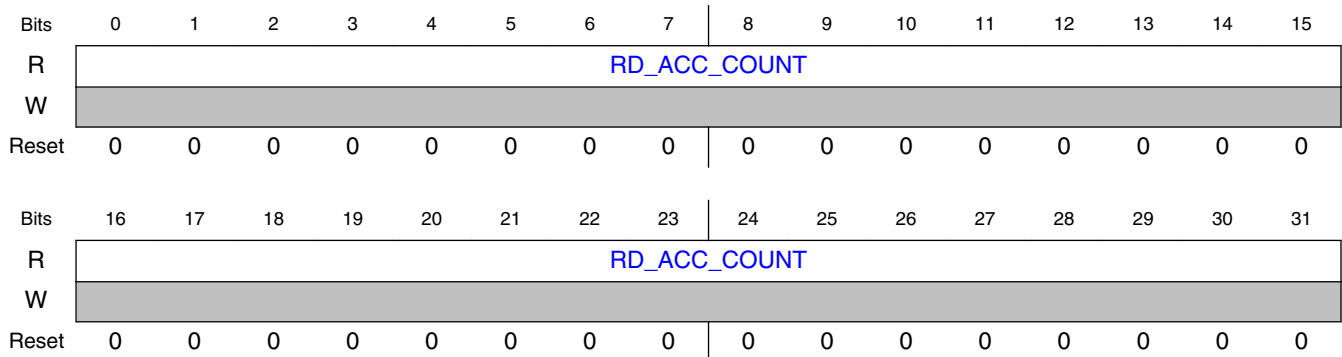 Bits 0 1 2 3 4 5 6 7 8 9 10 11 12 13 14 15
R RD_ACC_COUNT
W
Reset 0 0 0 0 0 0 0 0 0 0 0 0 0 0 0 0
Bits 16 17 18 19 20 21 22 23 24 25 26 27 28 29 30 31
R RD_ACC_COUNT
W
Reset 0 0 0 0 0 0 0 0 0 0 0 0 0 0 0 0